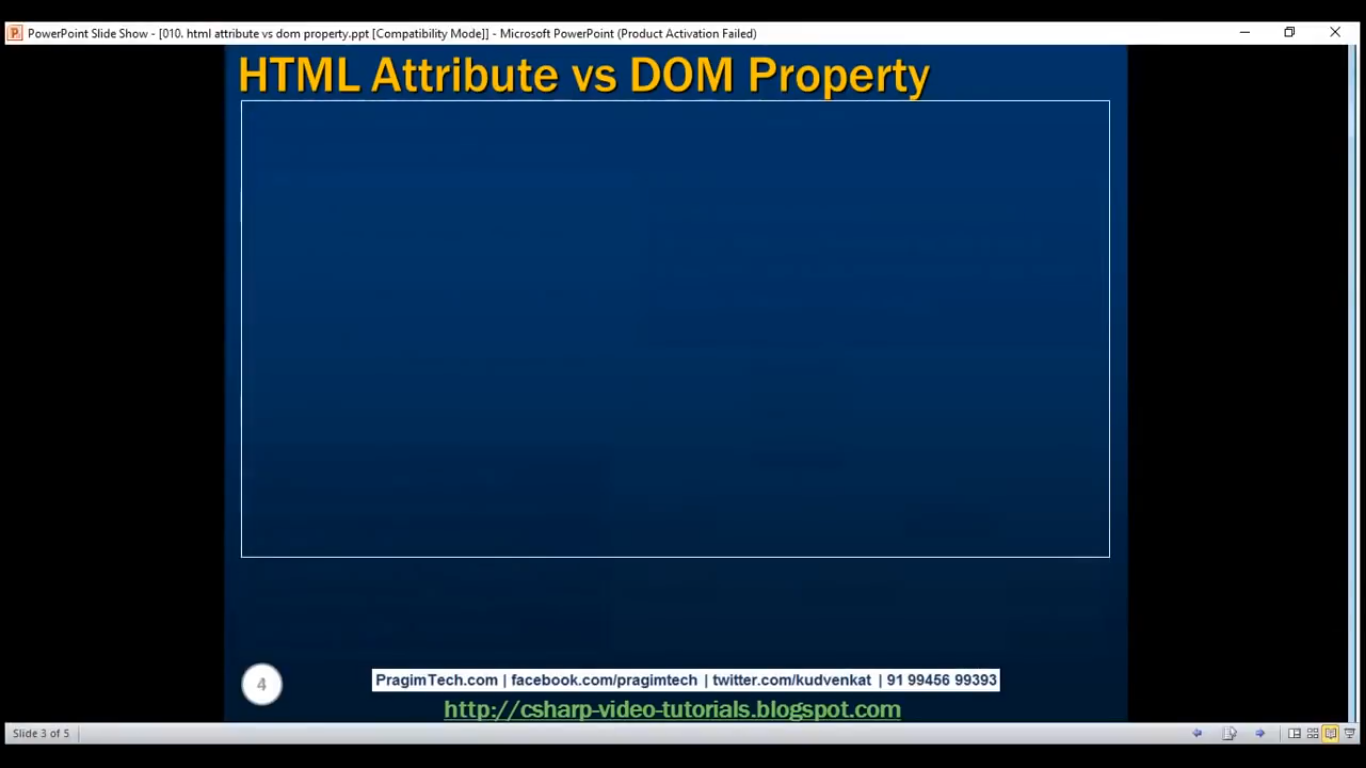 PowerPoint Slide Show - [010. html attribute vs dom property.ppt [Compatibility Mode]] - Microsoft PowerPoint (Product Activation Failed)
HTML Attribute vs DOM Property
4
PragimTech.com | facebook.com/pragimtech | twitter.com/kudvenkat | 91 99456 99393
http://csharp-video-tutorials.blogspot.com
Slide 3 of 5